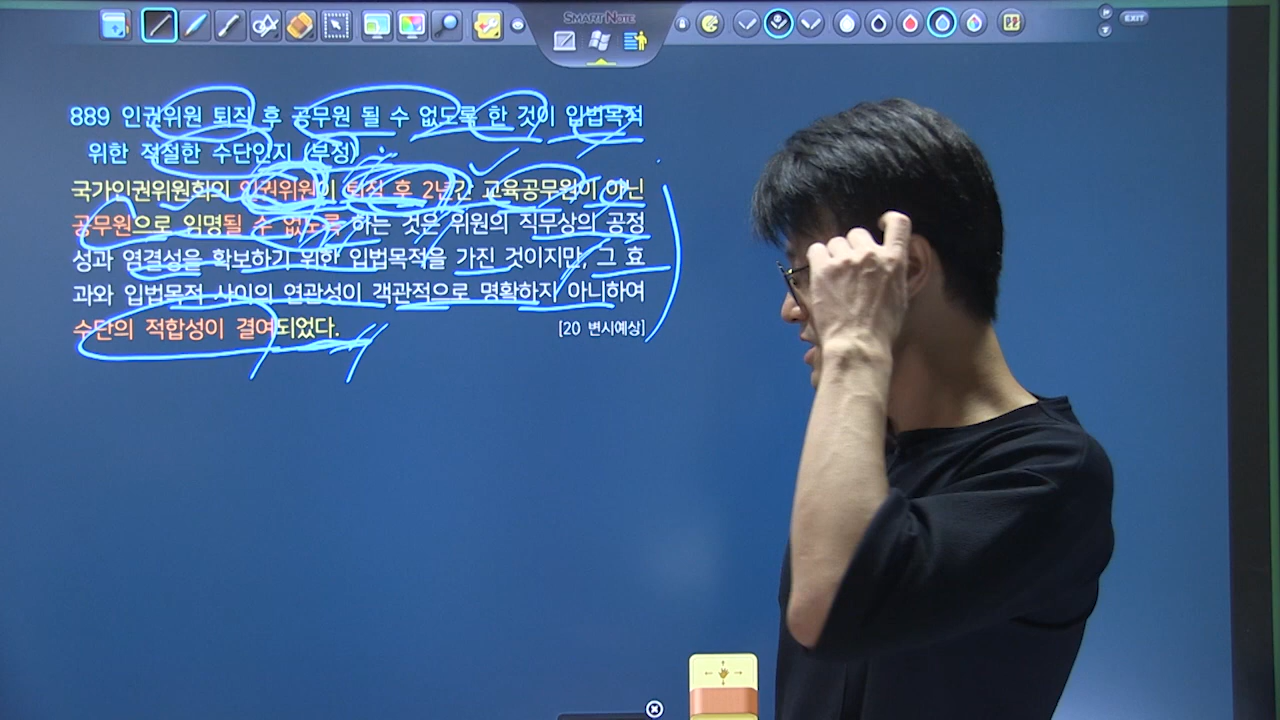 SMART NOTE
EXIT
889 인권위원 퇴직 후 공무원 될 수 없도록 한 것이 입법목적
위한 적절한 수단인지 (부정)
국가인권위원회의 인권위원이 퇴직 후 2년간 교육공무원이 아닌
공무원으로 임명될 수 없도록 하는 것은 위원의 직무상의 공정
성과 염결성을 확보하기 위한 입법목적을 가진 것이지만, 그 효
과와 입법목적 사이의 연관성이 객관적으로 명확하지 아니하여
수단의 적합성이 결여되었다.
[20 변시예상]